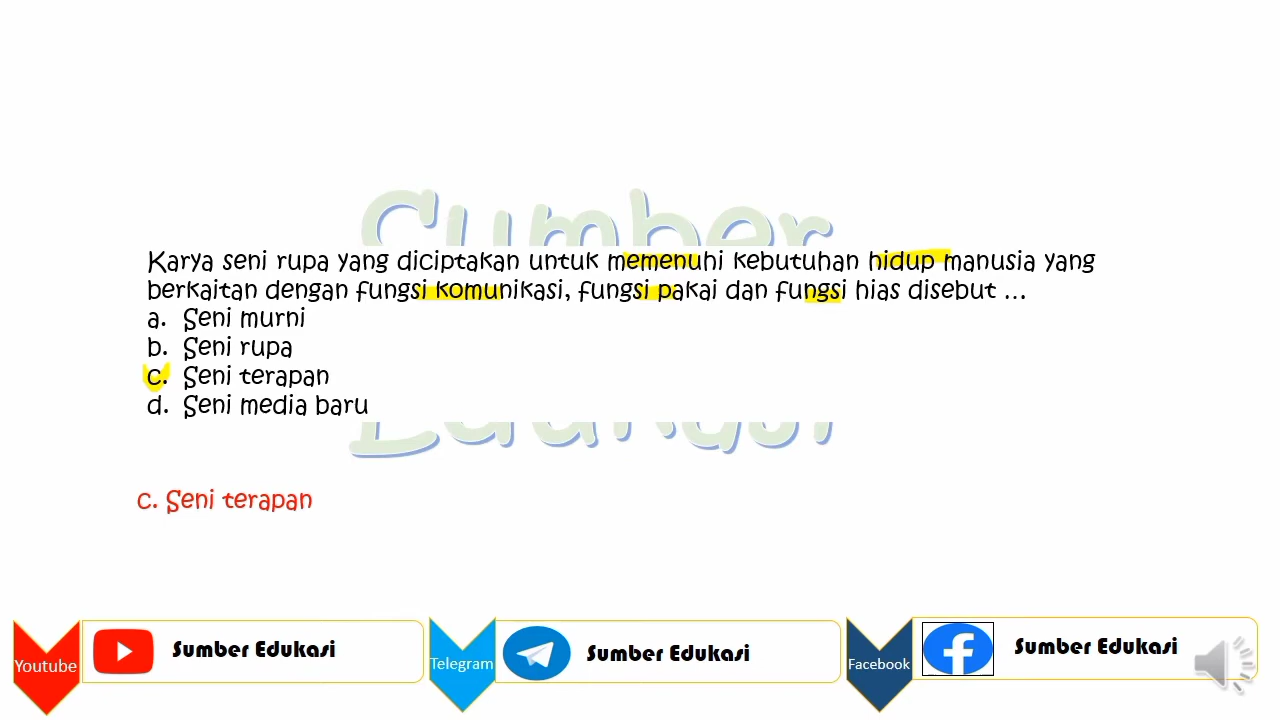 Sumber
Karya seni rupa yang diciptakan untuk memenuhi kebutuhan hidup manusia yang
berkaitan dengan fungsi komunikasi, fungsi pakai dan fungsi hias disebut ...
a. Seni murni
b. Seni rupa
c. Seni terapan
d. Seni media baru
Edukasi
c. Seni terapan
Youtube
Sumber Edukasi
Telegram
Sumber Edukasi
Facebook
Sumber Edukasi